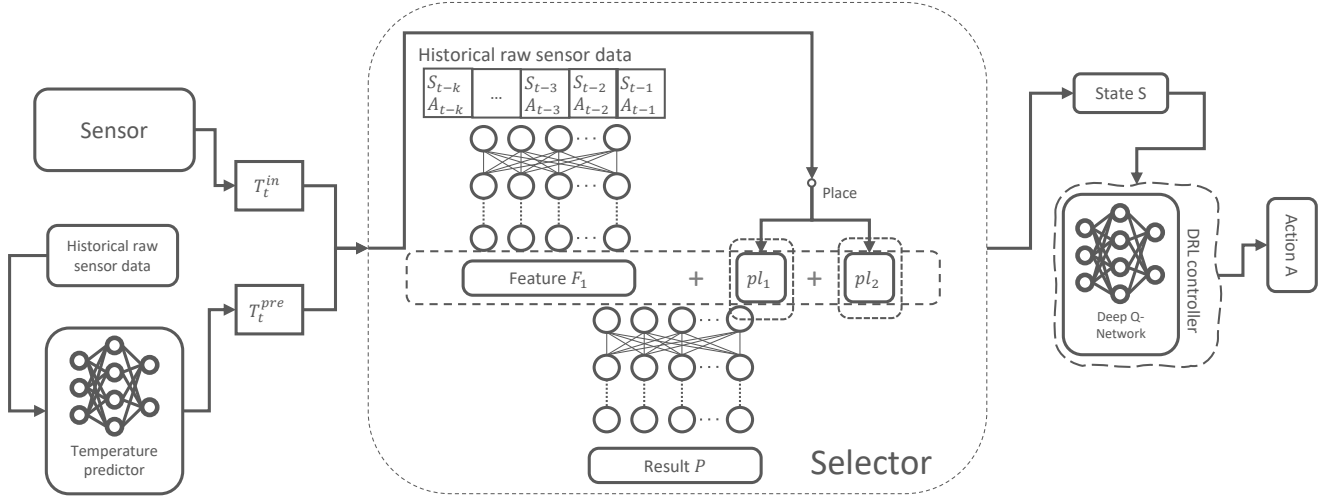 Sensor
T_t^{in}
Historical raw
sensor data
T_t^{pre}
Temperature
predictor
Historical raw sensor data
S_{t−k} ... S_{t−3} S_{t−2} S_{t−1}
A_{t−k} A_{t−3} A_{t−2} A_{t−1}
Place
Feature F_1 + pl_1 + pl_2
Result P
Selector
State S
Deep Q-
Network
DRL controller
Action A